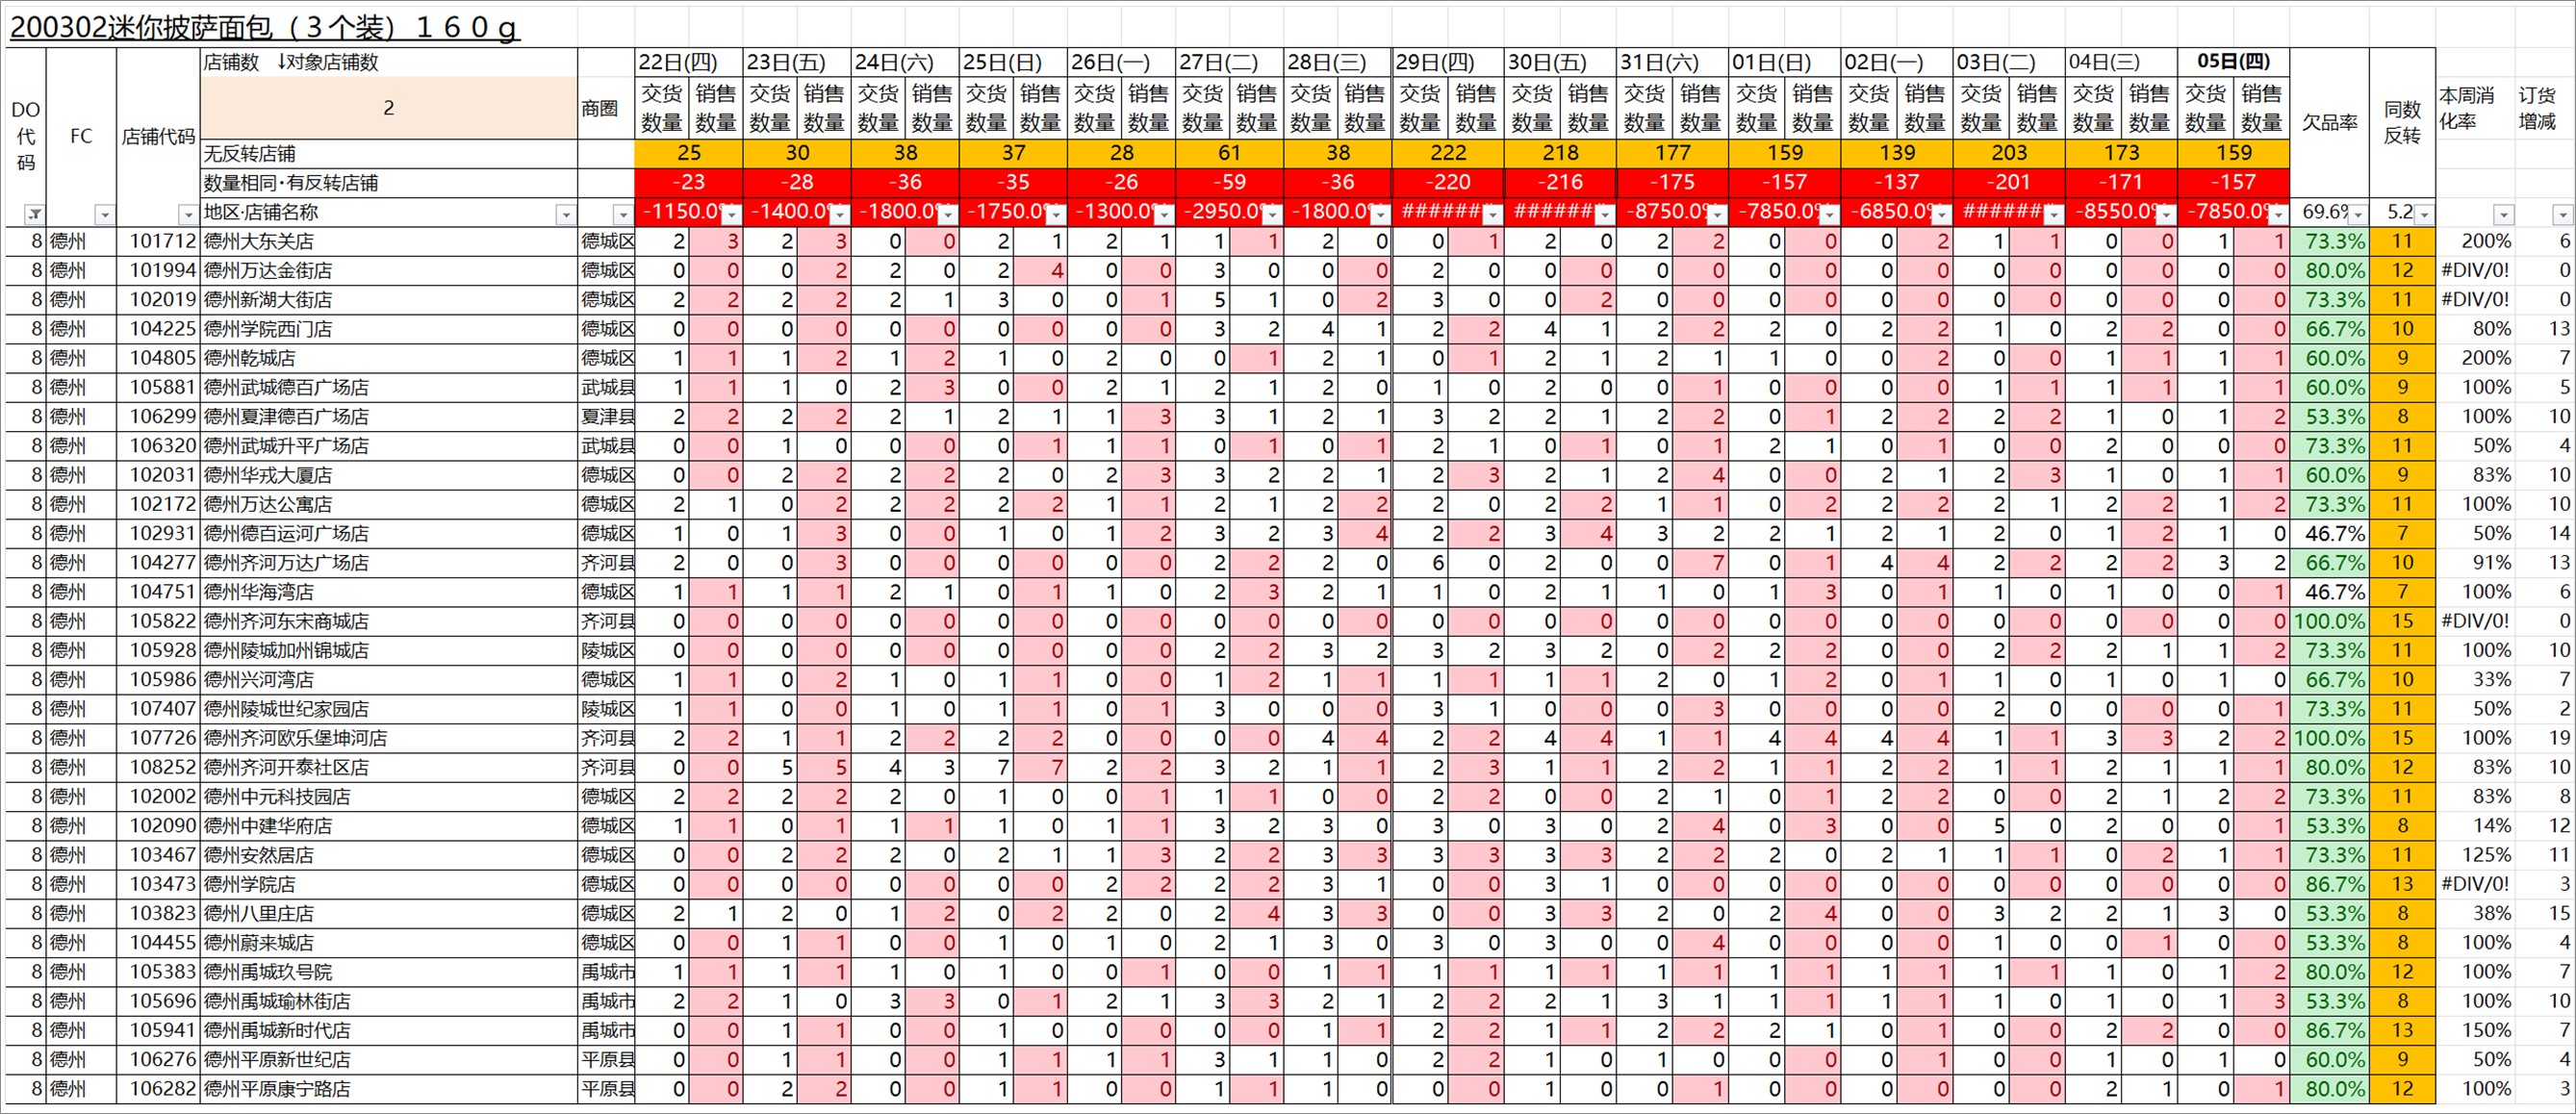 200302迷你披萨面包（３个装）１６０g
店铺数 ↓对象店铺数 22日(四) 23日(五) 24日(六) 25日(日) 26日(一) 27日(二) 28日(三) 29日(四) 30日(五) 31日(六) 01日(日) 02日(一) 03日(二) 04日(三) 05日(四)
DO代码 FC 店铺代码 2 商圈 交货数量 销售数量 交货数量 销售数量 交货数量 销售数量 交货数量 销售数量 交货数量 销售数量 交货数量 销售数量 交货数量 销售数量 交货数量 销售数量 交货数量 销售数量 交货数量 销售数量 交货数量 销售数量 交货数量 销售数量 交货数量 销售数量 交货数量 销售数量 交货数量 销售数量 欠品率 同数反转 本周消化率 订货增减
无反转店铺 25 30 38 37 28 61 38 222 218 177 159 139 203 173 159
数量相同·有反转店铺 -23 -28 -36 -35 -26 -59 -36 -220 -216 -175 -157 -137 -201 -171 -157
地区·店铺名称 -1150.0% -1400.0% -1800.0% -1750.0% -1300.0% -2950.0% -1800.0% ####### ####### -8750.0% -7850.0% -6850.0% ####### -8550.0% -7850.0% 69.6% 5.2
8 德州 101712 德州大东关店 德城区 2 3 2 3 0 0 2 1 2 1 1 1 2 0 0 1 2 0 2 2 0 0 0 2 1 1 0 0 1 1 73.3% 11 200% 6
8 德州 101994 德州万达金街店 德城区 0 0 0 2 2 0 2 4 0 0 3 0 0 0 2 0 0 0 0 0 0 0 0 0 0 0 0 0 0 0 80.0% 12 #DIV/0! 0
8 德州 102019 德州新湖大街店 德城区 2 2 2 2 2 1 3 0 0 1 5 1 0 2 3 0 0 2 0 0 0 0 0 0 0 0 0 0 0 0 73.3% 11 #DIV/0! 0
8 德州 104225 德州学院西门店 德城区 0 0 0 0 0 0 0 0 0 0 3 2 4 1 2 2 4 1 2 2 2 0 2 2 1 0 2 2 0 0 66.7% 10 80% 13
8 德州 104805 德州乾城店 德城区 1 1 1 2 1 2 1 0 2 0 0 1 2 1 0 1 2 1 2 1 1 0 0 2 0 0 1 1 1 1 60.0% 9 200% 7
8 德州 105881 德州武城德百广场店 武城县 1 1 1 0 2 3 0 0 2 1 2 1 2 0 1 0 2 0 0 1 0 0 0 0 1 1 1 1 1 1 60.0% 9 100% 5
8 德州 106299 德州夏津德百广场店 夏津县 2 2 2 2 2 1 2 1 1 3 3 1 2 1 3 2 2 1 2 2 0 1 2 2 2 2 1 0 1 2 53.3% 8 100% 10
8 德州 106320 德州武城升平广场店 武城县 0 0 1 0 0 0 0 1 1 1 0 1 0 1 2 1 0 1 0 1 2 1 0 1 0 0 2 0 0 0 73.3% 11 50% 4
8 德州 102031 德州华戎大厦店 德城区 0 0 2 2 2 2 2 0 2 3 3 2 2 1 2 3 2 1 2 4 0 0 2 1 2 3 1 0 1 1 60.0% 9 83% 10
8 德州 102172 德州万达公寓店 德城区 2 1 0 2 2 2 2 2 1 1 2 1 2 2 2 0 2 2 1 1 0 2 2 2 2 1 2 2 1 2 73.3% 11 100% 10
8 德州 102931 德州德百运河广场店 德城区 1 0 1 3 0 0 1 0 1 2 3 2 3 4 2 2 3 4 3 2 2 1 2 1 2 0 1 2 1 0 46.7% 7 50% 14
8 德州 104277 德州齐河万达广场店 齐河县 2 0 0 3 0 0 0 0 0 0 2 2 2 0 6 0 2 0 0 7 0 1 4 4 2 2 2 2 3 2 66.7% 10 91% 13
8 德州 104751 德州华海湾店 德城区 1 1 1 1 2 1 0 1 1 0 2 3 2 1 1 0 2 1 1 0 1 3 0 1 1 0 1 0 0 1 46.7% 7 100% 6
8 德州 105822 德州齐河东宋商城店 齐河县 0 0 0 0 0 0 0 0 0 0 0 0 0 0 0 0 0 0 0 0 0 0 0 0 0 0 0 0 0 0 100.0% 15 #DIV/0! 0
8 德州 105928 德州陵城加州锦城店 陵城区 0 0 0 0 0 0 0 0 0 0 2 2 3 2 3 2 3 2 0 2 2 2 0 0 2 2 2 1 1 2 73.3% 11 100% 10
8 德州 105986 德州兴河湾店 德城区 1 1 0 2 1 0 1 1 0 0 1 2 1 1 1 1 1 1 2 0 1 2 0 1 1 0 1 0 1 0 66.7% 10 33% 7
8 德州 107407 德州陵城世纪家园店 陵城区 1 1 0 0 1 0 1 1 0 1 3 0 0 0 3 1 0 0 0 3 0 0 0 0 2 0 0 0 0 1 73.3% 11 50% 2
8 德州 107726 德州齐河欧乐堡坤河店 齐河县 2 2 1 1 2 2 2 2 0 0 0 0 4 4 2 2 4 4 1 1 4 4 4 4 1 1 3 3 2 2 100.0% 15 100% 19
8 德州 108252 德州齐河开泰社区店 齐河县 0 0 5 5 4 3 7 7 2 2 3 2 1 1 2 3 1 1 2 2 1 1 2 2 1 1 2 1 1 1 80.0% 12 83% 10
8 德州 102002 德州中元科技园店 德城区 2 2 2 2 2 0 1 0 0 1 1 1 0 0 2 2 0 0 2 1 0 1 2 2 0 0 2 1 2 2 73.3% 11 83% 8
8 德州 102090 德州中建华府店 德城区 1 1 0 1 1 1 1 0 1 1 3 2 3 0 3 0 3 0 2 4 0 3 0 0 5 0 2 0 0 1 53.3% 8 14% 12
8 德州 103467 德州安然居店 德城区 0 0 2 2 2 0 2 1 1 3 2 2 3 3 3 3 3 3 2 2 2 0 2 1 1 1 0 2 1 1 73.3% 11 125% 11
8 德州 103473 德州学院店 德城区 0 0 0 0 0 0 0 0 2 2 2 2 3 1 0 0 3 1 0 0 0 0 0 0 0 0 0 0 0 0 86.7% 13 #DIV/0! 3
8 德州 103823 德州八里庄店 德城区 2 1 2 0 1 2 0 2 2 0 2 4 3 3 0 0 3 3 2 0 2 4 0 0 3 2 2 1 3 0 53.3% 8 38% 15
8 德州 104455 德州蔚来城店 德城区 0 0 1 1 0 0 1 0 1 0 2 1 3 0 3 0 3 0 0 4 0 0 0 0 1 0 0 1 0 0 53.3% 8 100% 4
8 德州 105383 德州禹城玖号院 禹城市 1 1 1 1 1 0 1 0 0 1 0 0 1 1 1 1 1 1 1 1 1 1 1 1 1 1 1 0 1 2 80.0% 12 100% 7
8 德州 105696 德州禹城瑜林街店 禹城市 2 2 1 0 3 3 0 1 2 1 3 3 2 1 2 2 2 1 3 1 1 1 1 1 1 0 1 0 1 3 53.3% 8 100% 10
8 德州 105941 德州禹城新时代店 禹城市 0 0 1 1 0 0 1 0 0 0 0 0 1 1 2 2 1 1 2 2 2 1 0 1 0 0 2 2 0 0 86.7% 13 150% 7
8 德州 106276 德州平原新世纪店 平原县 0 0 1 1 0 0 1 1 1 1 3 1 1 0 2 2 1 0 1 0 0 0 0 1 0 0 1 0 1 0 60.0% 9 50% 4
8 德州 106282 德州平原康宁路店 平原县 0 0 2 2 0 0 1 1 0 0 1 1 1 0 0 0 1 0 0 1 0 0 0 0 0 0 2 1 0 1 80.0% 12 100% 3